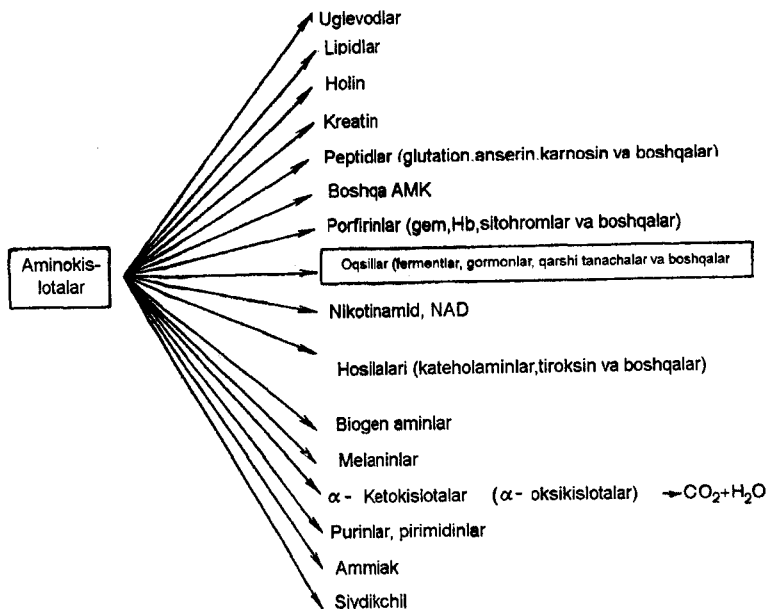 Uglevodlar
Lipidlar
Holin
Kreatin
Peptidlar (glutation.anserin.karnosin va boshqalar)
Boshqa AMK
Porfirinlar (gem,Hb,sitohromlar va boshqalar)
Aminokis-
lotalar
Oqsillar (fermentlar, gormonlar, qarshi tanachalar va boshqalar
Nikotinamid, NAD
Hosilalari (kateholaminlar,tiroksin va boshqalar)
Biogen aminlar
Melaninlar
α - Ketokislotalar (α - oksikislotalar) → CO₂+H₂O
Purinlar, pirimidinlar
Ammiak
Siydikchil